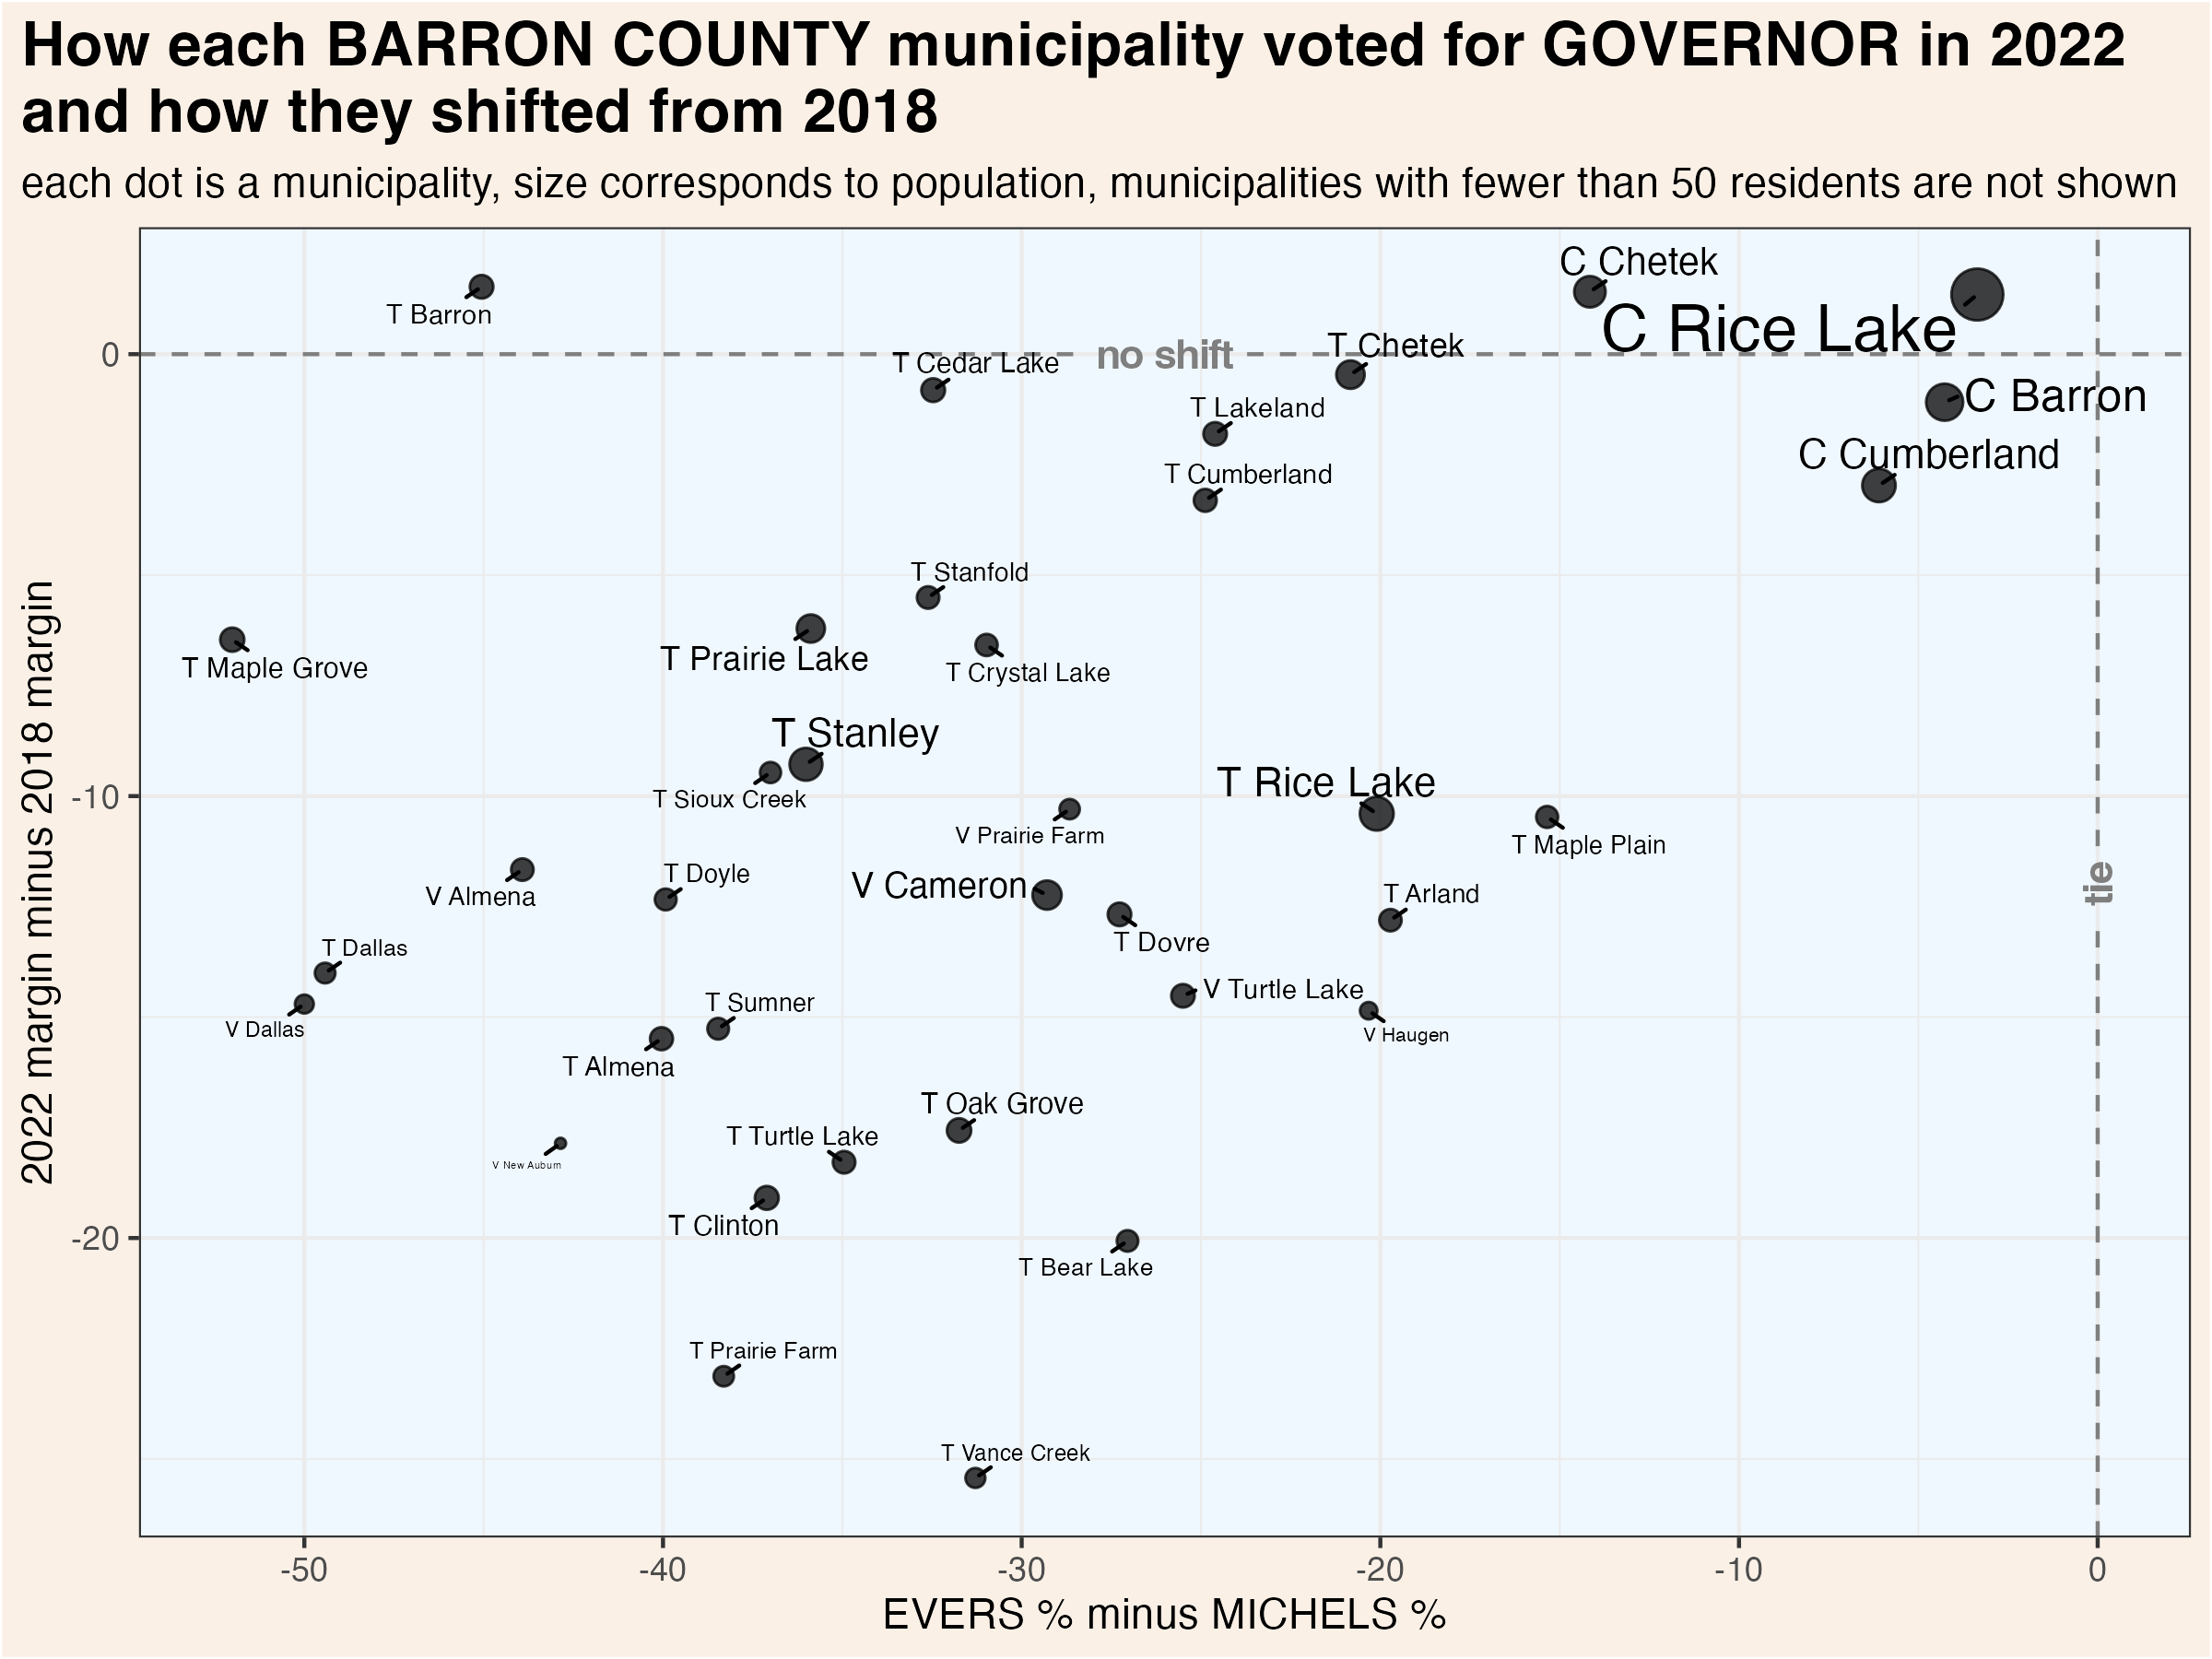 How each BARRON COUNTY municipality voted for GOVERNOR in 2022
and how they shifted from 2018
each dot is a municipality, size corresponds to population, municipalities with fewer than 50 residents are not shown
C Chetek
T Barron
C Rice Lake
T Chetek
0
no shift
T Cedar Lake
C Barron
T Lakeland
C Cumberland
T Cumberland
T Stanfold
T Prairie Lake
T Maple Grove
T Crystal Lake
T Stanley
T Rice Lake
-10
T Sioux Creek
V Prairie Farm
T Maple Plain
T Doyle
V Cameron
tie
V Almena
T Arland
T Dovre
T Dallas
V Turtle Lake
T Sumner
V Dallas
V Haugen
T Almena
T Oak Grove
T Turtle Lake
V New Auburn
T Clinton
-20
T Bear Lake
T Prairie Farm
T Vance Creek
2022 margin minus 2018 margin
-50
-40
-30
-20
-10
0
EVERS % minus MICHELS %